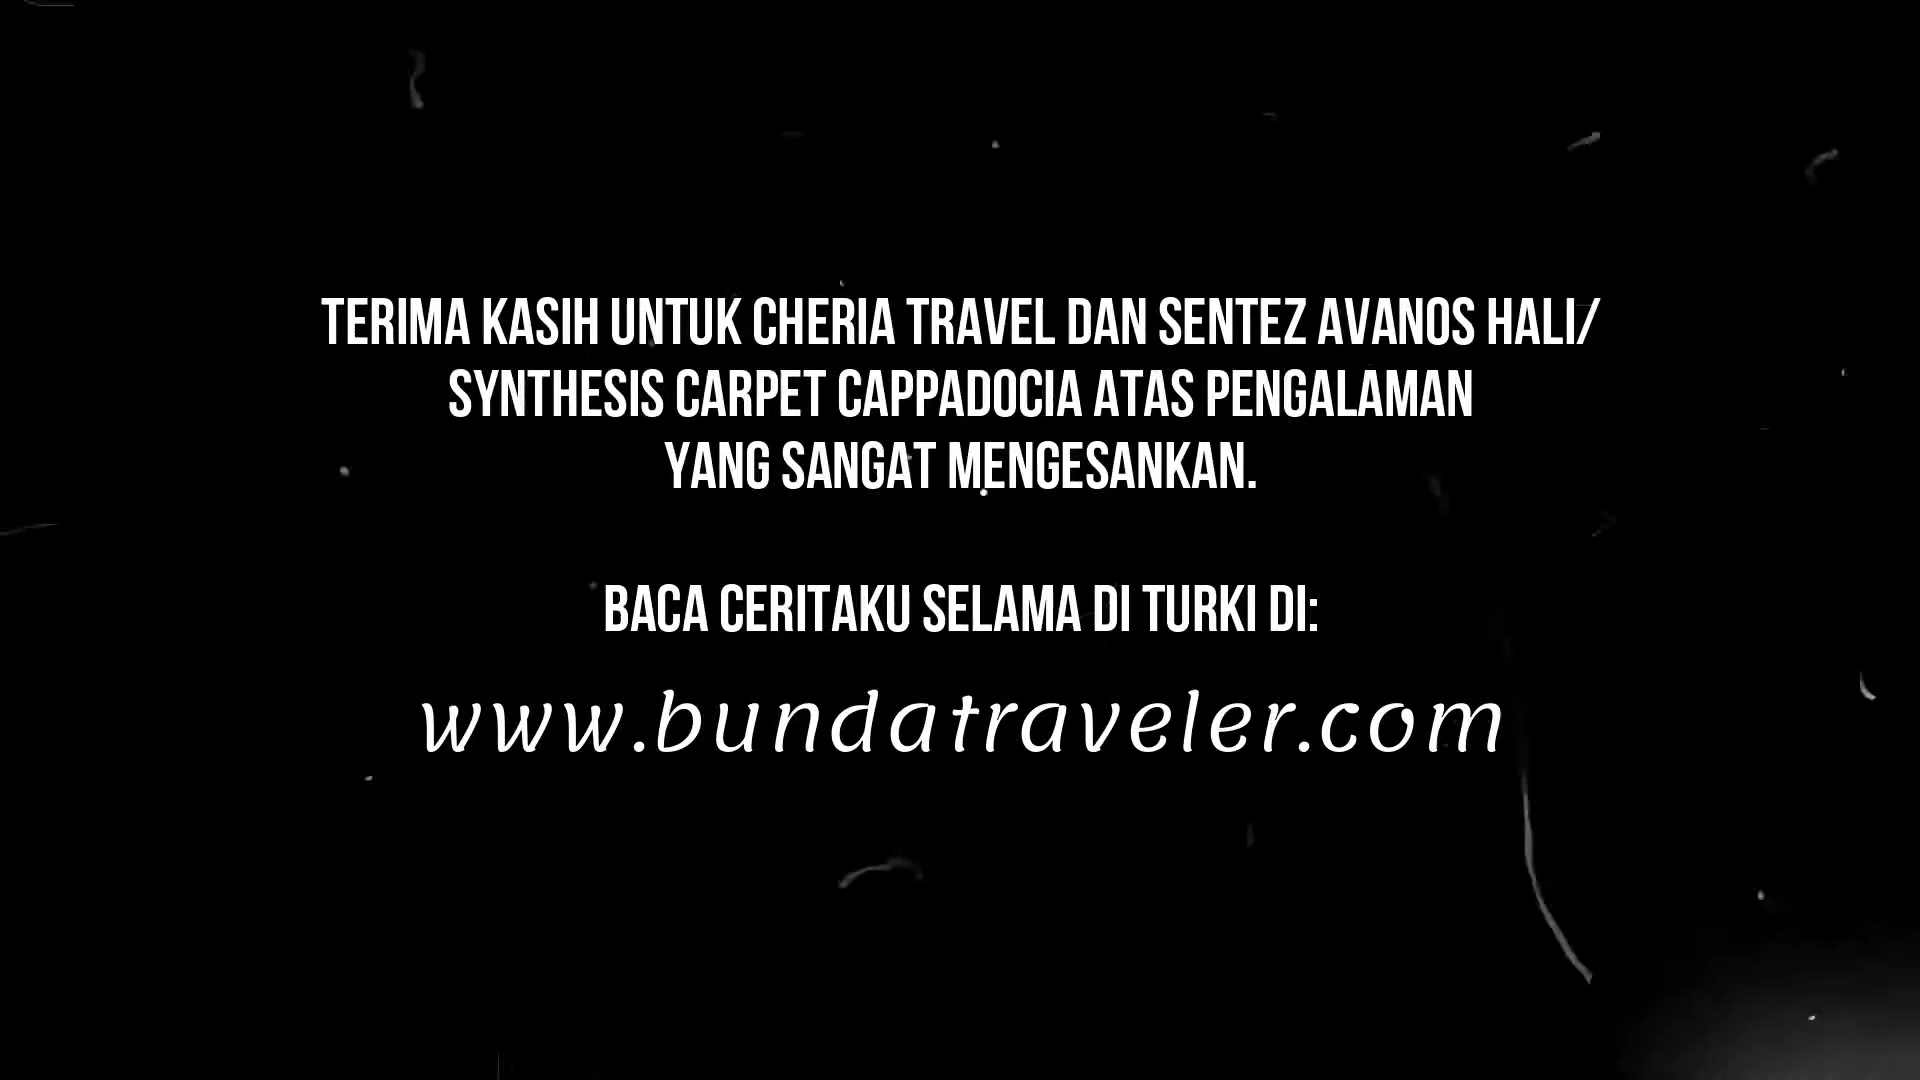 TERIMA KASIH UNTUK CHERIA TRAVEL DAN SENTEZ AVANOS HALI/
SYNTHESIS CARPET CAPPADOCIA ATAS PENGALAMAN
YANG SANGAT MENGESANKAN.
BACA CERITAKU SELAMA DI TURKI DI:
www.bundatraveler.com